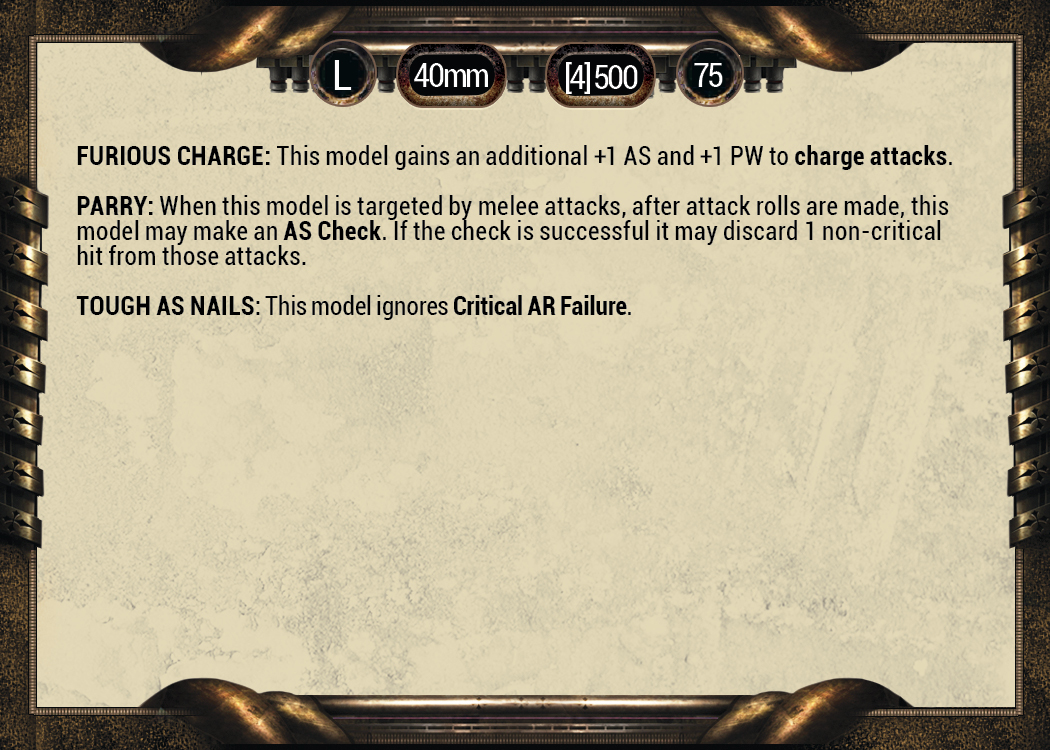 L 40mm [4]500 75
FURIOUS CHARGE: This model gains an additional +1 AS and +1 PW to charge attacks.
PARRY: When this model is targeted by melee attacks, after attack rolls are made, this
model may make an AS Check. If the check is successful it may discard 1 non-critical
hit from those attacks.
TOUGH AS NAILS: This model ignores Critical AR Failure.